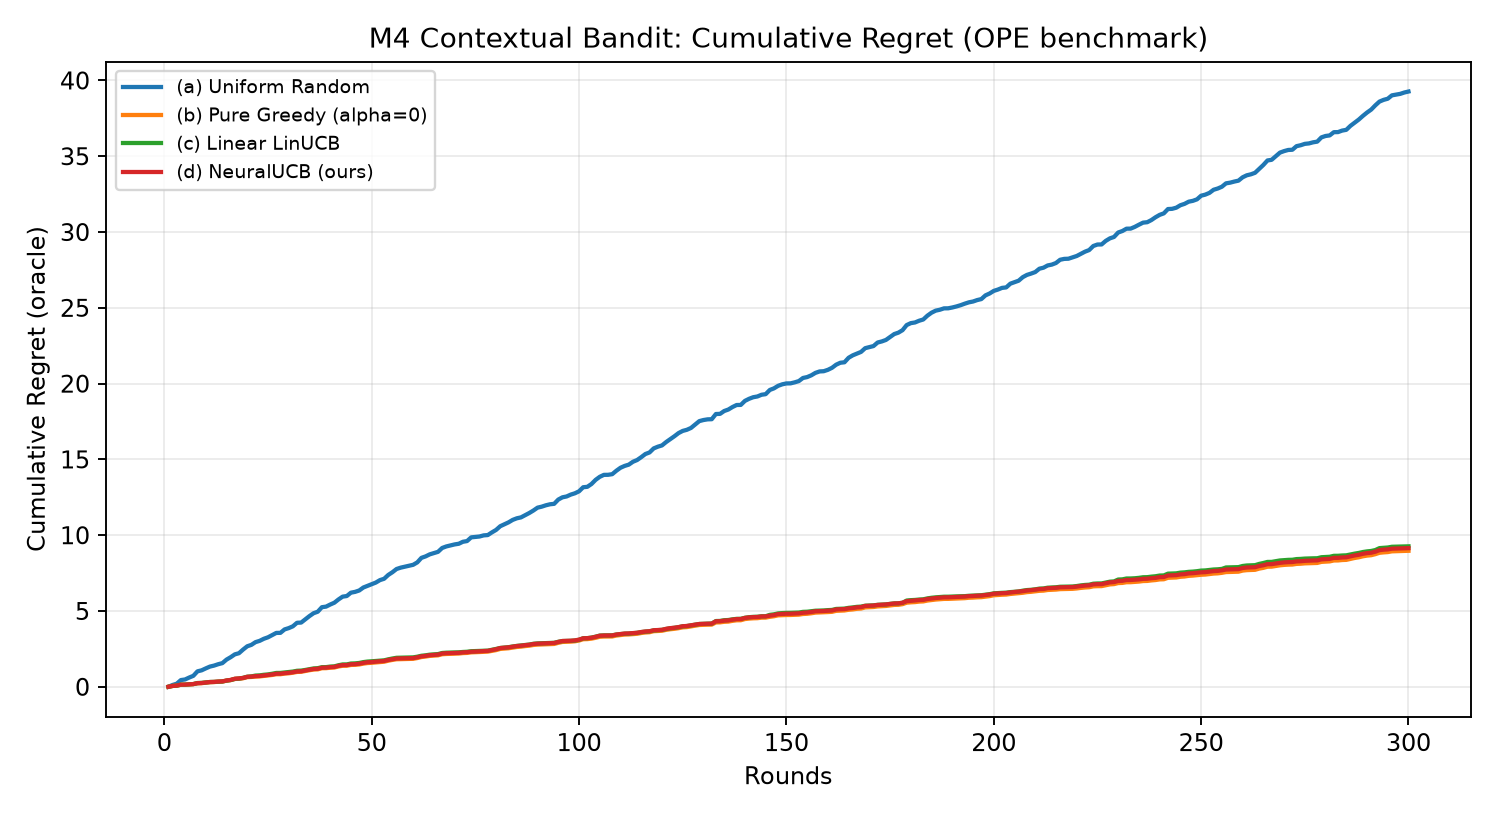 M4 Contextual Bandit: Cumulative Regret (OPE benchmark)
(a) Uniform Random
(b) Pure Greedy (alpha=0)
(c) Linear LinUCB
(d) NeuralUCB (ours)
Cumulative Regret (oracle)
40
35
30
25
20
15
10
5
0
0 50 100 150 200 250 300
Rounds